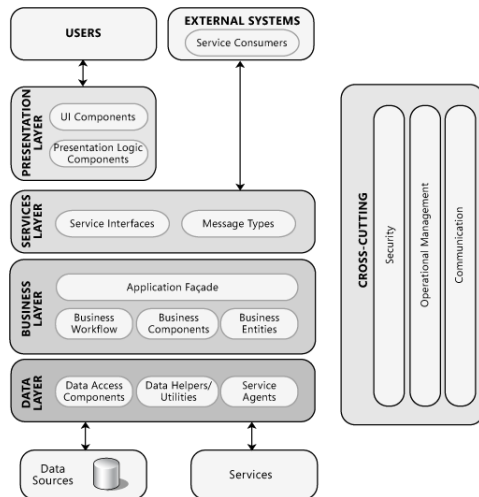 USERS
EXTERNAL SYSTEMS
Service Consumers
PRESENTATION
LAYER
UI Components
Presentation Logic
Components
SERVICES
LAYER
Service Interfaces
Message Types
BUSINESS
LAYER
Application Façade
Business
Workflow
Business
Components
Business
Entities
DATA
LAYER
Data Access
Components
Data Helpers/
Utilities
Service
Agents
Data
Sources
Services
CROSS-CUTTING
Security
Operational Management
Communication